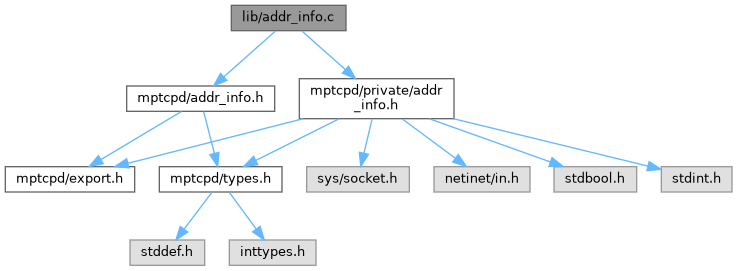 lib/addr_info.c
mptcpd/addr_info.h
mptcpd/private/addr
_info.h
mptcpd/export.h
mptcpd/types.h
sys/socket.h
netinet/in.h
stdbool.h
stdint.h
stddef.h
inttypes.h